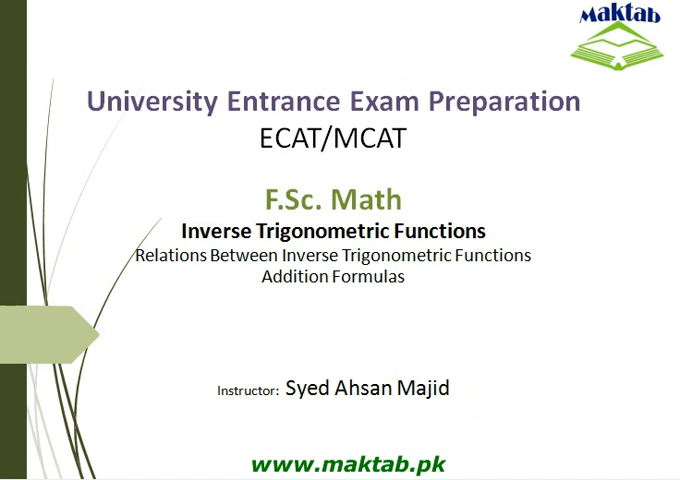 Maktab
University Entrance Exam Preparation
ECAT/MCAT
F.Sc. Math
Inverse Trigonometric Functions
Relations Between Inverse Trigonometric Functions
Addition Formulas
Instructor: Syed Ahsan Majid
www.maktab.pk